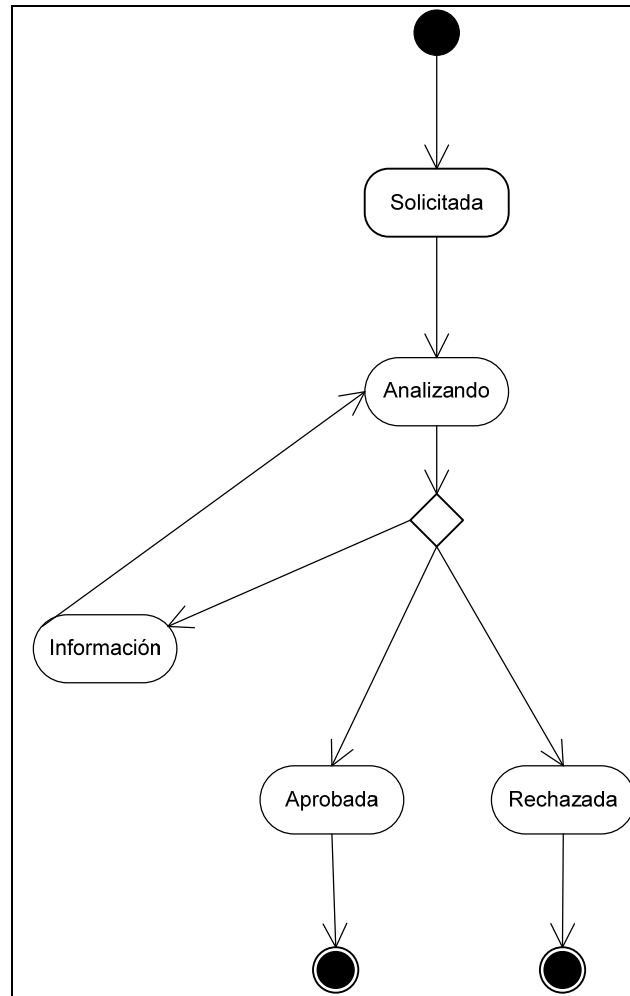 Solicitada
Analizando
Información
Aprobada
Rechazada